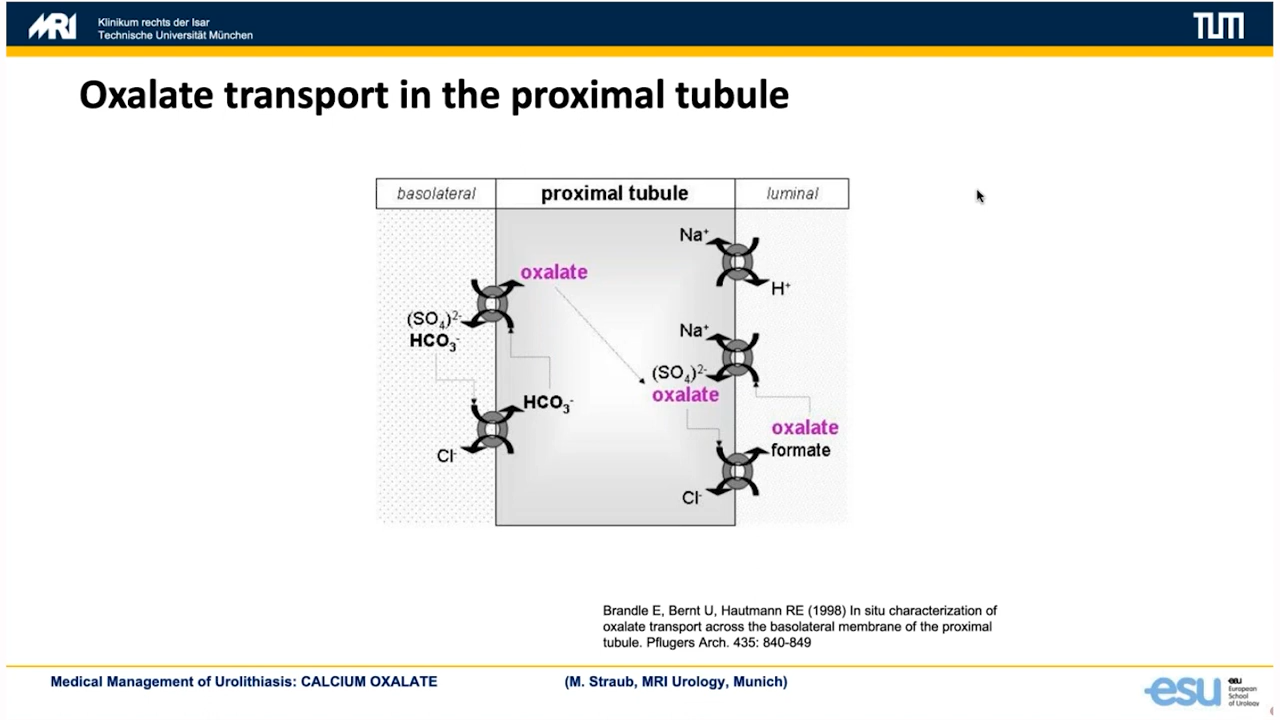 MRI
Klinikum rechts der Isar
Technische Universität München
TUM
Oxalate transport in the proximal tubule
basolateral
proximal tubule
luminal
Na⁺
H⁺
oxalate
(SO₄)²⁻
HCO₃⁻
Na⁺
(SO₄)²⁻
oxalate
HCO₃⁻
oxalate
formate
Cl⁻
Cl⁻
Brandle E, Bernt U, Hautmann RE (1998) In situ characterization of
oxalate transport across the basolateral membrane of the proximal
tubule. Pflugers Arch. 435: 840-849
Medical Management of Urolithiasis: CALCIUM OXALATE
(M. Straub, MRI Urology, Munich)
esu
eau
European
School
of Urology